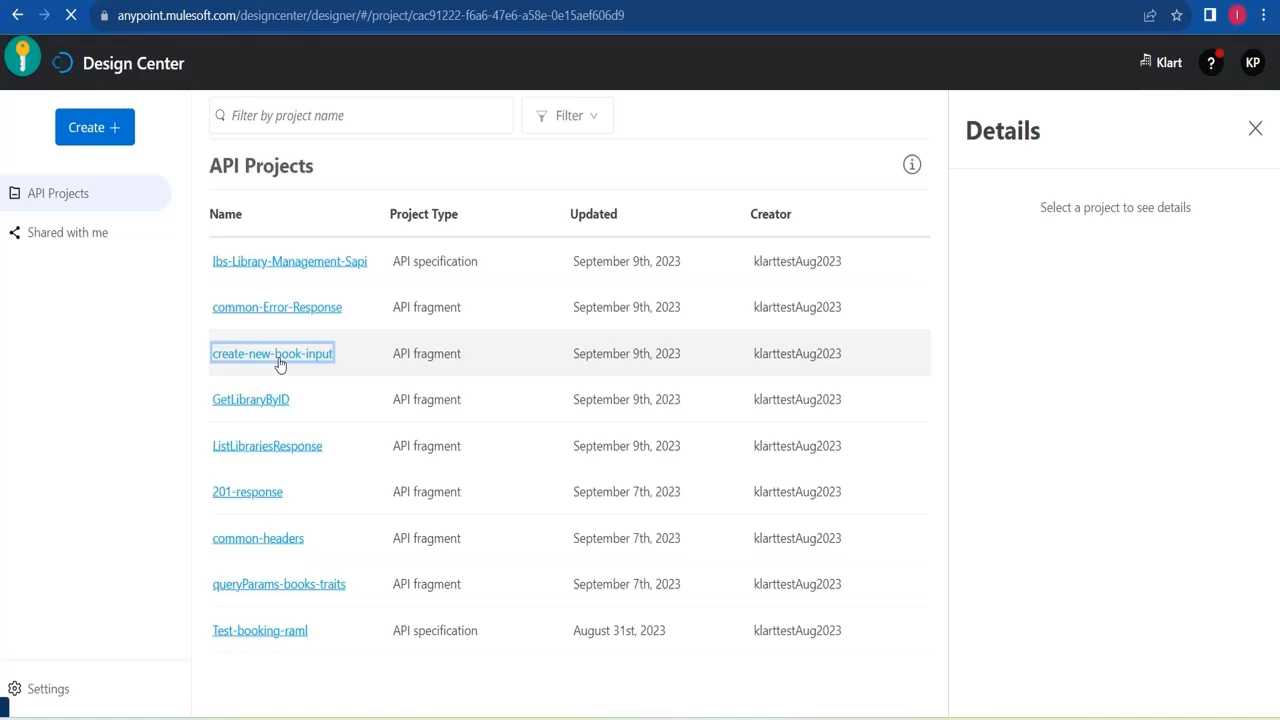 anypoint.mulesoft.com/designcenter/designer/#/project/cac91222-f6a6-47e6-a58e-0e15aef606d9
Design Center
Klart
?
KP
Create +
Filter by project name
Filter
Details
API Projects
API Projects
Shared with me
Select a project to see details
Name Project Type Updated Creator
lbs-Library-Management-Sapi API specification September 9th, 2023 klarttestAug2023
common-Error-Response API fragment September 9th, 2023 klarttestAug2023
create-new-book-input API fragment September 9th, 2023 klarttestAug2023
GetLibraryByID API fragment September 9th, 2023 klarttestAug2023
ListLibrariesResponse API fragment September 9th, 2023 klarttestAug2023
201-response API fragment September 7th, 2023 klarttestAug2023
common-headers API fragment September 7th, 2023 klarttestAug2023
queryParams-books-traits API fragment September 7th, 2023 klarttestAug2023
Test-booking-raml API specification August 31st, 2023 klarttestAug2023
Settings